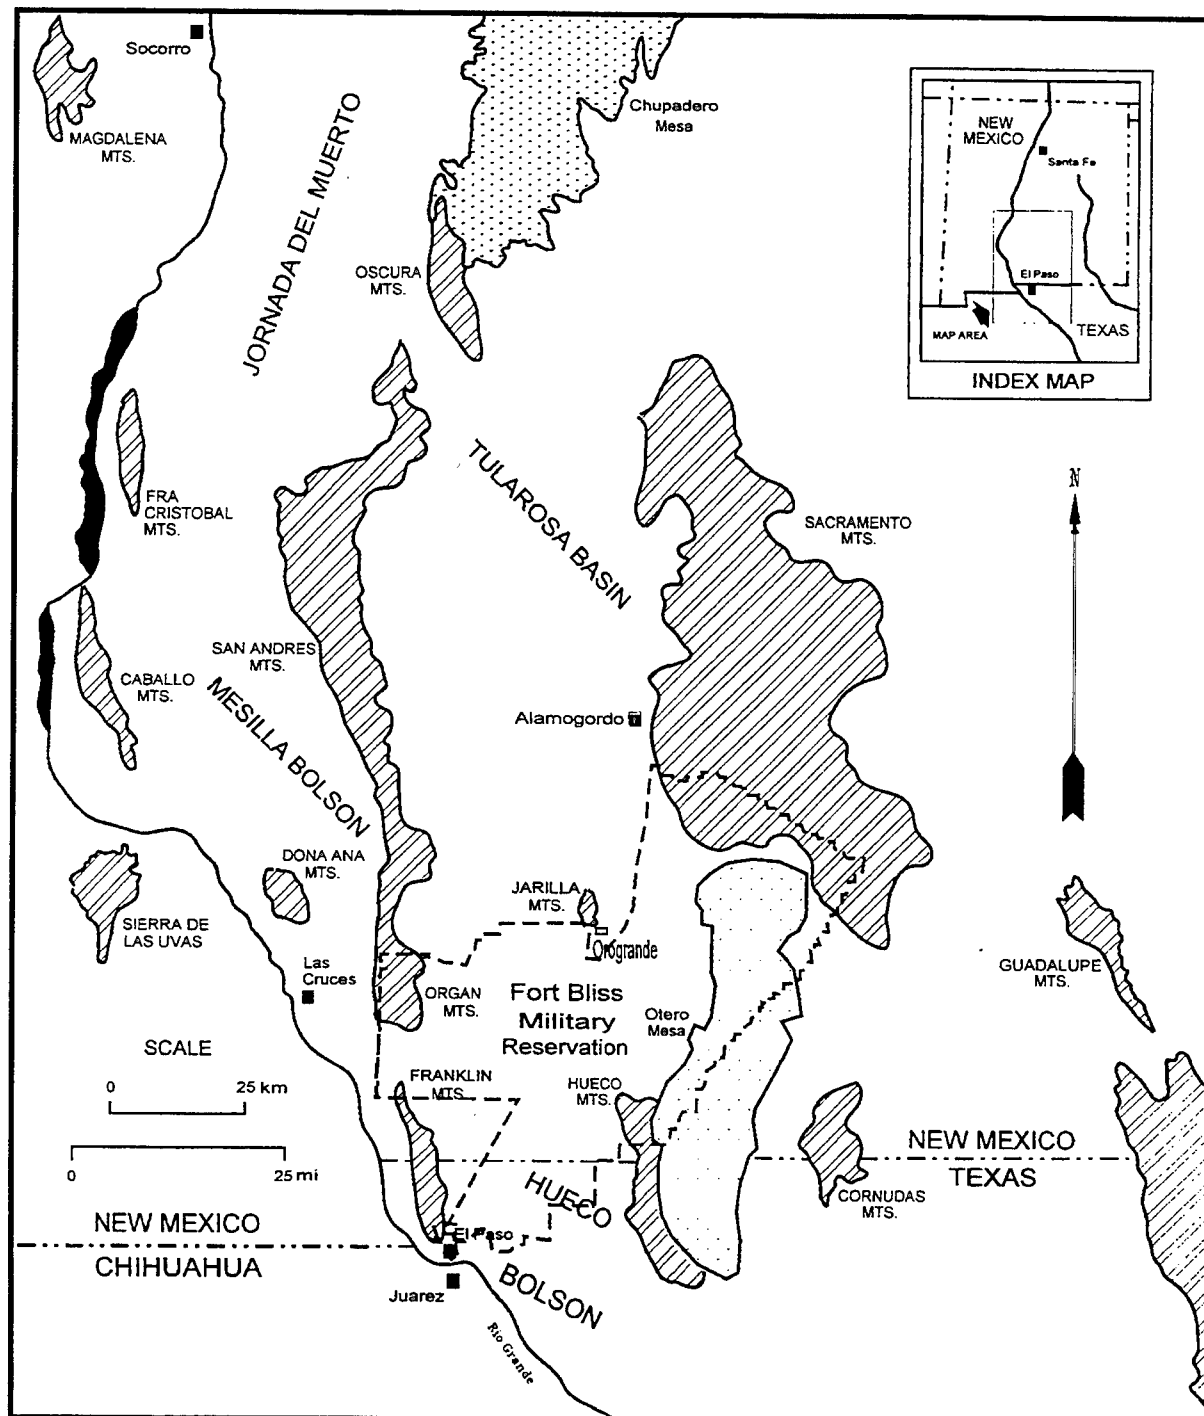 Socorro
MAGDALENA
MTS.
JORNADA DEL MUERTO
Chupadero
Mesa
OSCURA
MTS.
NEW
MEXICO
Santa Fe
El Paso
MAP AREA
TEXAS
INDEX MAP
N
FRA
CRISTOBAL
MTS.
TULAROSA BASIN
SACRAMENTO
MTS.
SAN ANDRES
MTS.
CABALLO
MTS.
MESILLA BOLSON
Alamogordo
DONA ANA
MTS.
JARILLA
MTS.
SIERRA DE
LAS UVAS
Orogrande
Las
Cruces
ORGAN
MTS.
Fort Bliss
Military
Reservation
Otero
Mesa
GUADALUPE
MTS.
SCALE
0 25 km
0 25 mi
FRANKLIN
MTS.
HUECO
MTS.
NEW MEXICO
TEXAS
CORNUDAS
MTS.
HUECO
BOLSON
NEW MEXICO
CHIHUAHUA
El Paso
Juarez
Rio Grande